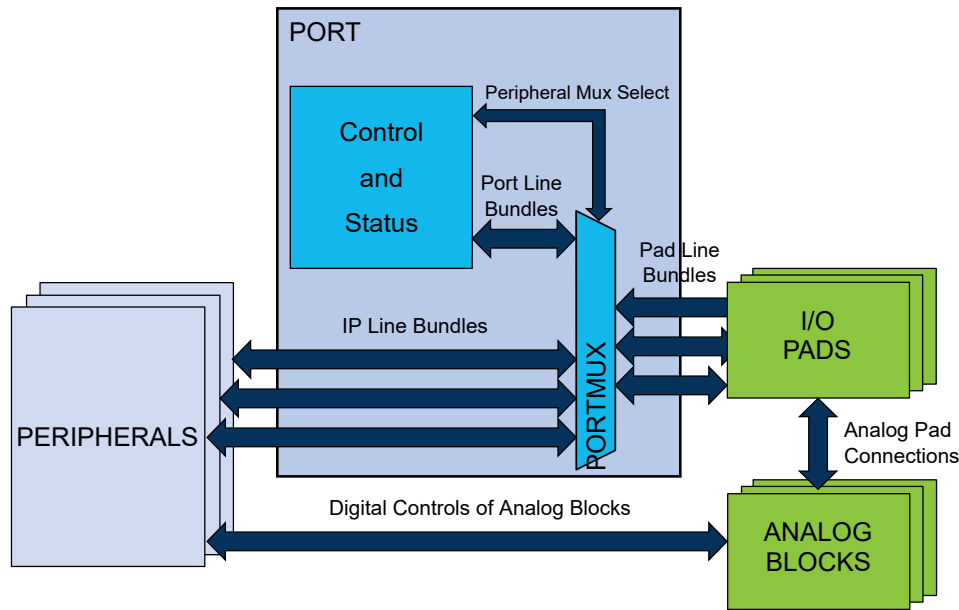 PORT
Peripheral Mux Select
Control
and
Status
Port Line
Bundles
Pad Line
Bundles
IP Line Bundles
PORTMUX
I/O
PADS
PERIPHERALS
Analog Pad
Connections
Digital Controls of Analog Blocks
ANALOG
BLOCKS